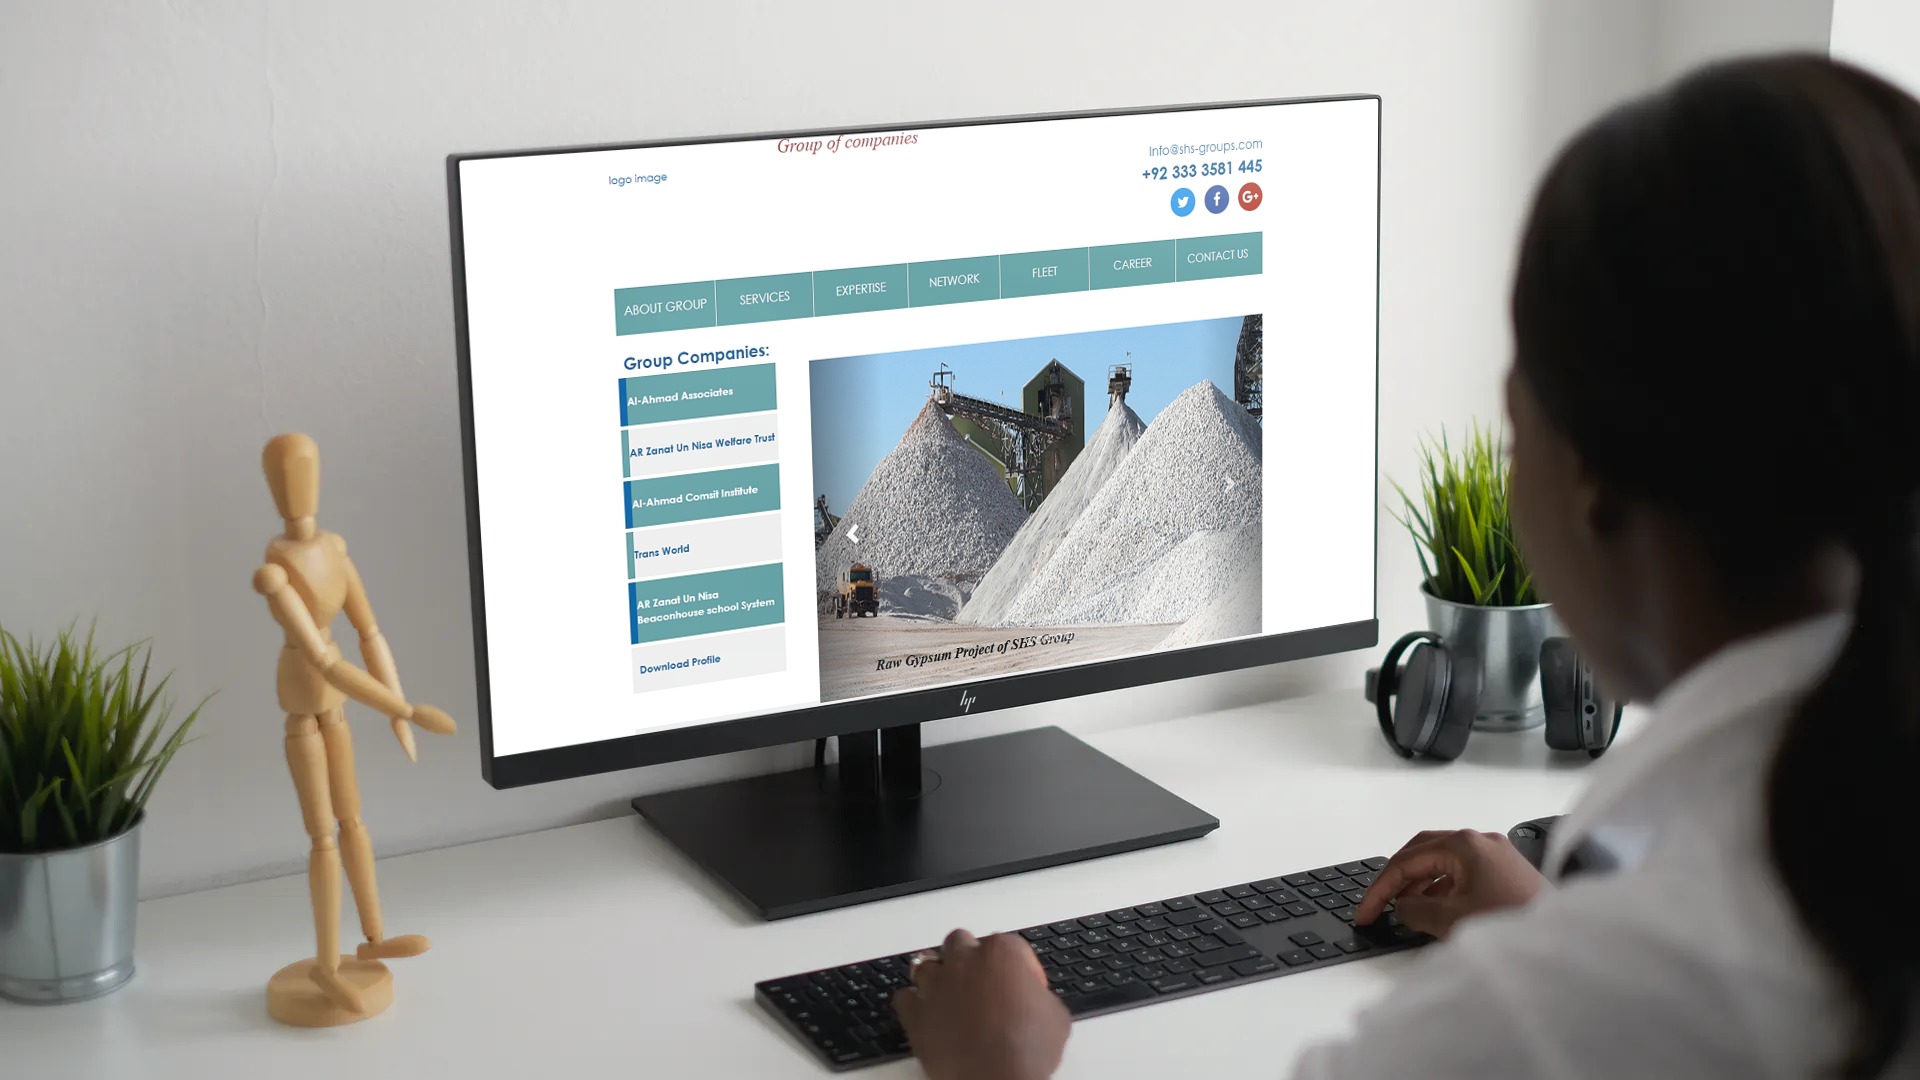 Group of companies
logo image
Info@shs-groups.com
+92 333 3581 445
ABOUT GROUP
SERVICES
EXPERTISE
NETWORK
FLEET
CAREER
CONTACT US
Group Companies:
Al-Ahmad Associates
AR Zanat Un Nisa Welfare Trust
Al-Ahmad Comsit Institute
Trans World
AR Zanat Un Nisa
Beaconhouse school System
Download Profile
Raw Gypsum Project of SHS Group
hp